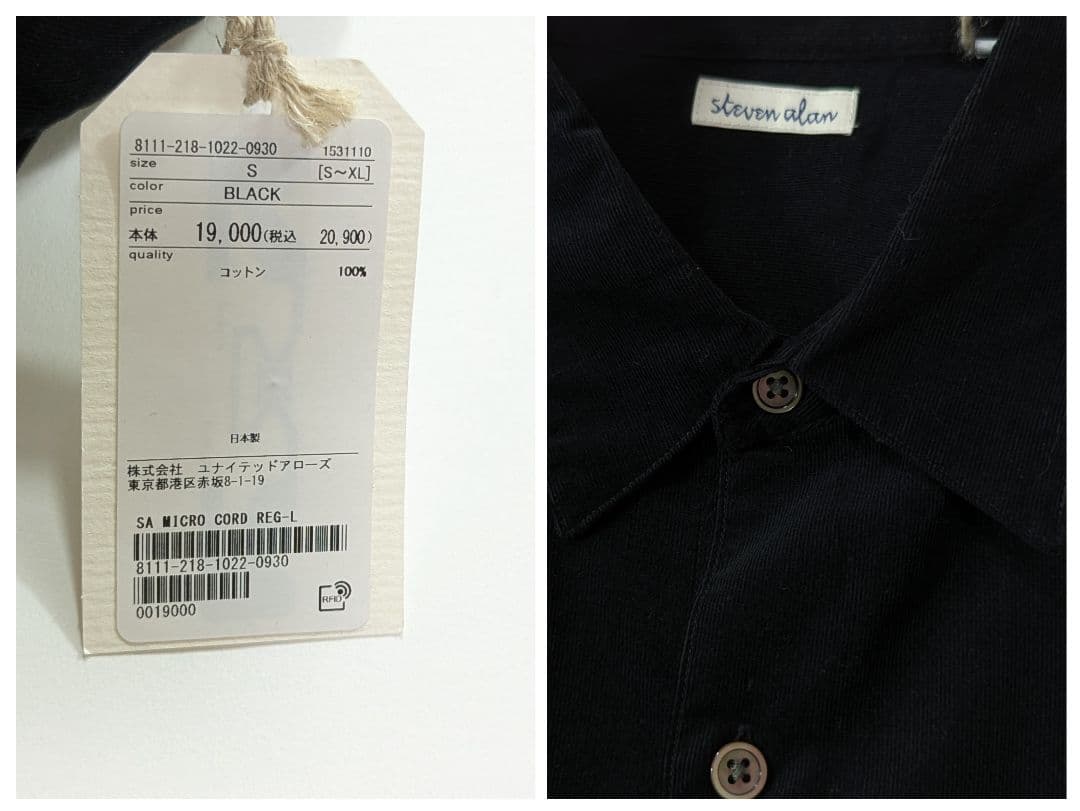 8111-218-1022-0930 1531110
size S [S～XL]
color BLACK
price
本体 19,000(税込 20,900)
quality
コットン 100%
日本製
株式会社 ユナイテッドアローズ
東京都港区赤坂8-1-19
SA MICRO CORD REG-L
8111-218-1022-0930
0019000
RFID
steven alan